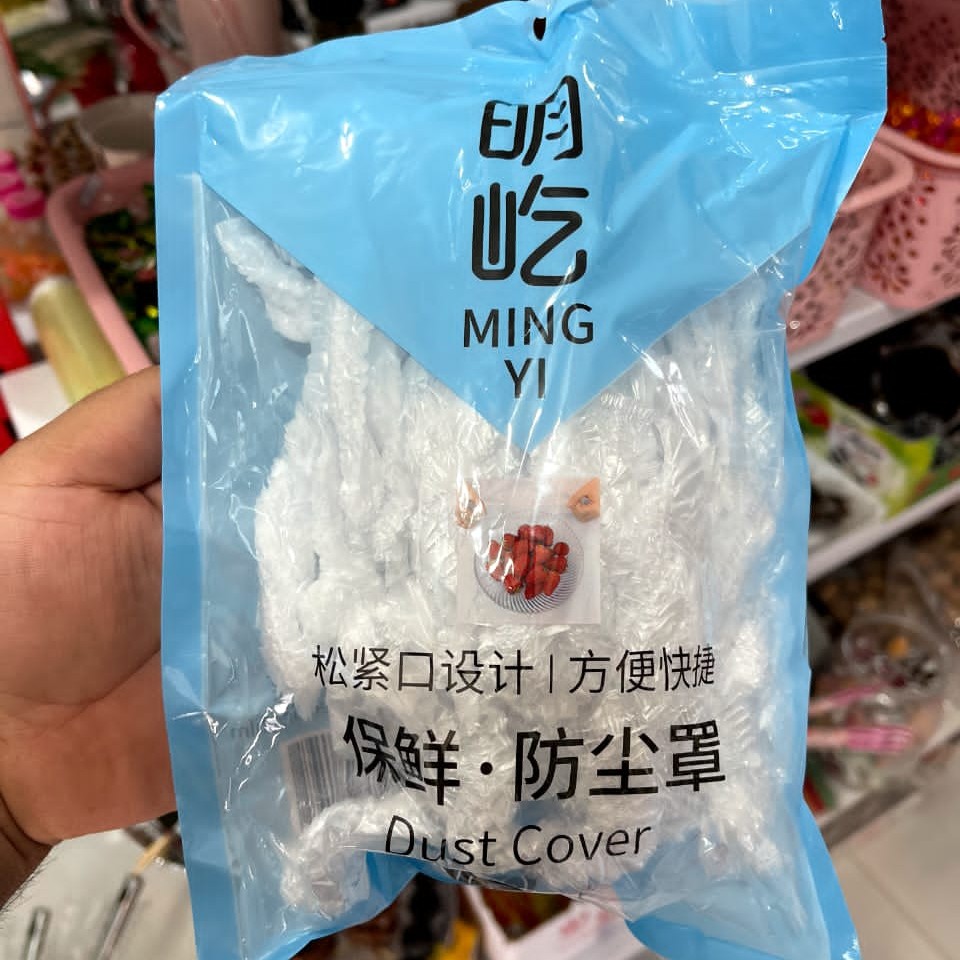 明
屹
MING
YI
松紧口设计 | 方便快捷
保鲜·防尘罩
Dust Cover